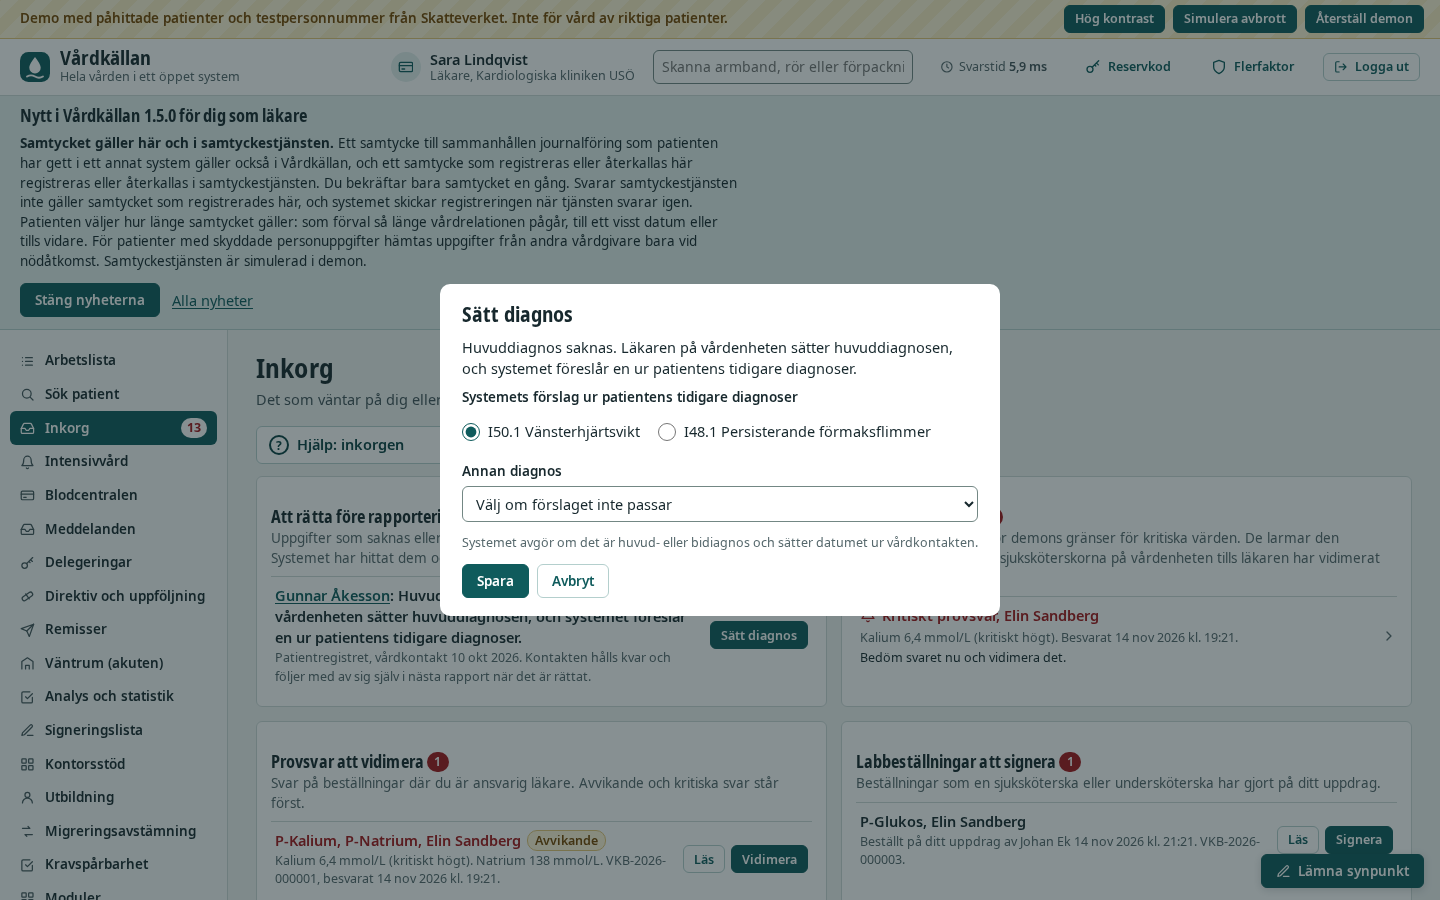 Demo med påhittade patienter och testpersonnummer från Skatteverket. Inte för vård av riktiga patienter.
Hög kontrast
Simulera avbrott
Återställ demon
Vårdkällan
Hela vården i ett öppet system
Sara Lindqvist
Läkare, Kardiologiska kliniken USÖ
Skanna armband, rör eller förpackni
Svarstid 5,9 ms
Reservkod
Flerfaktor
Logga ut
Nytt i Vårdkällan 1.5.0 för dig som läkare
Samtycket gäller här och i samtyckestjänsten. Ett samtycke till sammanhållen journalföring som patienten
har gett i ett annat system gäller också i Vårdkällan, och ett samtycke som registreras eller återkallas här
registreras eller återkallas i samtyckestjänsten. Du bekräftar bara samtycket en gång. Svarar samtyckestjänsten
inte gäller samtycket som registrerades här, och systemet skickar registreringen när tjänsten svarar igen.
Patienten väljer hur länge samtycket gäller: som förval så länge vårdrelationen pågår, till ett visst datum eller
tills vidare. För patienter med skyddade personuppgifter hämtas uppgifter från andra vårdgivare bara vid
nödåtkomst. Samtyckestjänsten är simulerad i demon.
Stäng nyheterna
Alla nyheter
Arbetslista
Sök patient
Inkorg 13
Intensivvård
Blodcentralen
Meddelanden
Delegeringar
Direktiv och uppföljning
Remisser
Väntrum (akuten)
Analys och statistik
Signeringslista
Kontorsstöd
Utbildning
Migreringsavstämning
Kravspårbarhet
Moduler
Inkorg
Det som väntar på dig eller
Hjälp: inkorgen
Sätt diagnos
Huvuddiagnos saknas. Läkaren på vårdenheten sätter huvuddiagnosen,
och systemet föreslår en ur patientens tidigare diagnoser.
Systemets förslag ur patientens tidigare diagnoser
I50.1 Vänsterhjärtsvikt
I48.1 Persisterande förmaksflimmer
Annan diagnos
Välj om förslaget inte passar
Systemet avgör om det är huvud- eller bidiagnos och sätter datumet ur vårdkontakten.
Spara
Avbryt
Att rätta före rapporteri
Uppgifter som saknas eller
Systemet har hittat dem o
Gunnar Åkesson: Huvud
vårdenheten sätter huvuddiagnosen, och systemet föreslår
en ur patientens tidigare diagnoser.
Patientregistret, vårdkontakt 10 okt 2026. Kontakten hålls kvar och
följer med av sig själv i nästa rapport när det är rättat.
Sätt diagnos
r demons gränser för kritiska värden. De larmar den
sjuksköterskorna på vårdenheten tills läkaren har vidimerat
Kritiskt provsvar, Elin Sandberg
Kalium 6,4 mmol/L (kritiskt högt). Besvarat 14 nov 2026 kl. 19:21.
Bedöm svaret nu och vidimera det.
Provsvar att vidimera 1
Svar på beställningar där du är ansvarig läkare. Avvikande och kritiska svar står
först.
P-Kalium, P-Natrium, Elin Sandberg Avvikande
Kalium 6,4 mmol/L (kritiskt högt). Natrium 138 mmol/L. VKB-2026-
000001, besvarat 14 nov 2026 kl. 19:21.
Läs
Vidimera
Labbeställningar att signera 1
Beställningar som en sjuksköterska eller undersköterska har gjort på ditt uppdrag.
P-Glukos, Elin Sandberg
Beställt på ditt uppdrag av Johan Ek 14 nov 2026 kl. 21:21. VKB-2026-
000003.
Läs
Signera
Lämna synpunkt